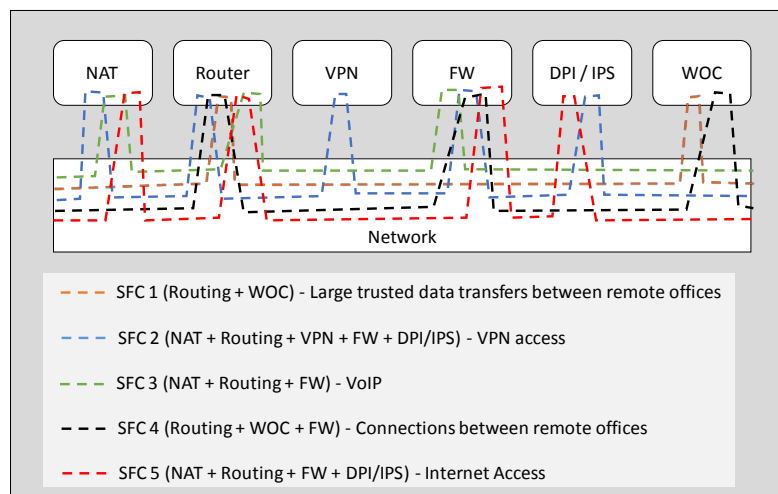 NAT
Router
VPN
FW
DPI / IPS
WOC
Network
SFC 1 (Routing + WOC) - Large trusted data transfers between remote offices
SFC 2 (NAT + Routing + VPN + FW + DPI/IPS) - VPN access
SFC 3 (NAT + Routing + FW) - VoIP
SFC 4 (Routing + WOC + FW) - Connections between remote offices
SFC 5 (NAT + Routing + FW + DPI/IPS) - Internet Access